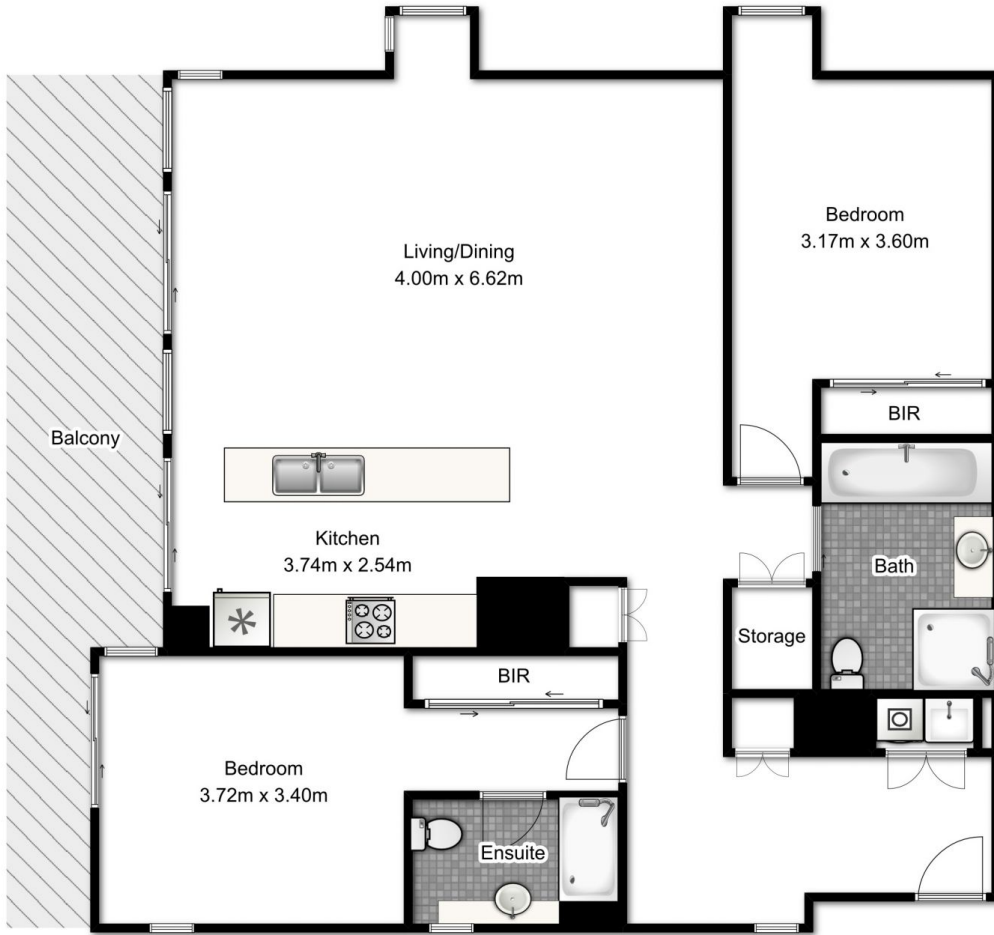 Living/Dining
4.00m x 6.62m
Bedroom
3.17m x 3.60m
BIR
Balcony
Kitchen
3.74m x 2.54m
Bath
Storage
BIR
Bedroom
3.72m x 3.40m
Ensuite